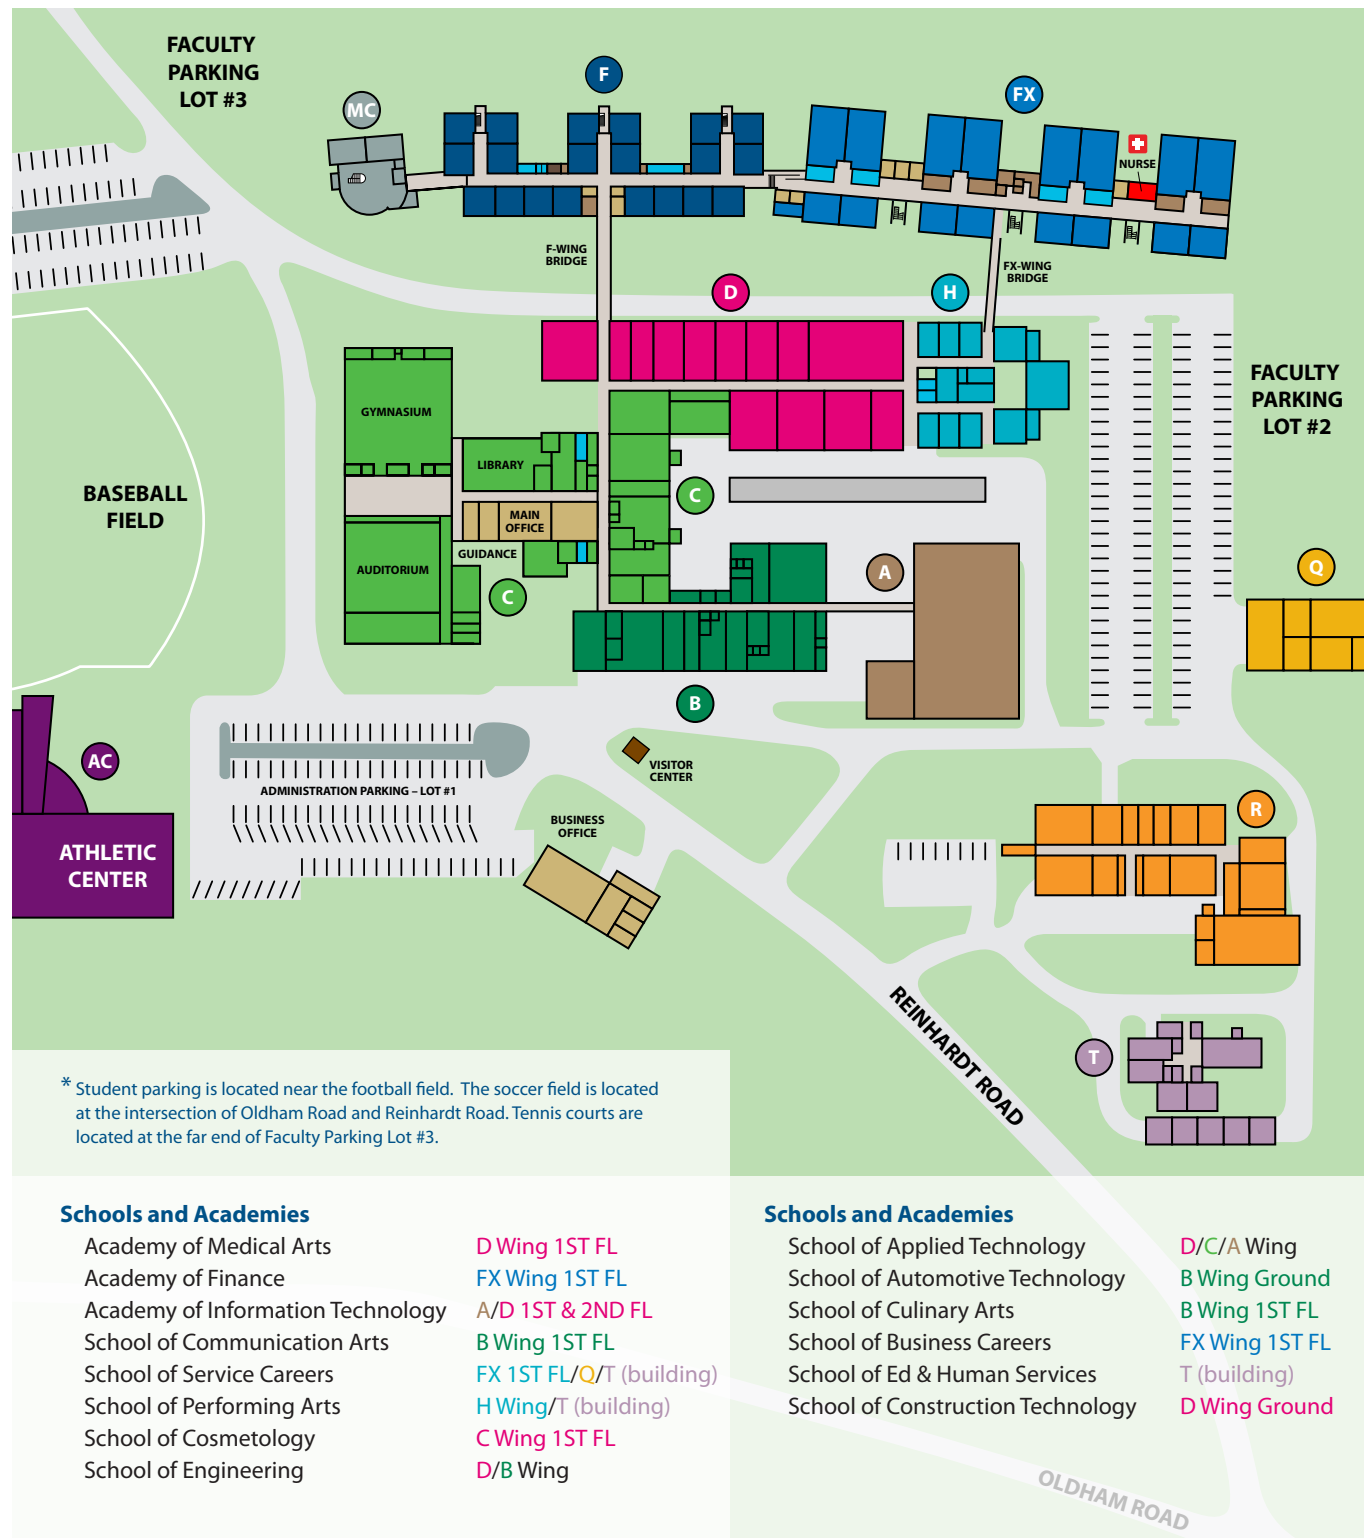 FACULTY
PARKING
LOT #3
MC
F
FX
NURSE
F-WING
BRIDGE
FX-WING
BRIDGE
D
H
GYMNASIUM
FACULTY
PARKING
LOT #2
LIBRARY
C
BASEBALL
FIELD
MAIN
OFFICE
GUIDANCE
AUDITORIUM
A
Q
C
B
AC
VISITOR
CENTER
ADMINISTRATION PARKING – LOT #1
R
BUSINESS
OFFICE
ATHLETIC
CENTER
REINHARDT ROAD
T
* Student parking is located near the football field. The soccer field is located
at the intersection of Oldham Road and Reinhardt Road. Tennis courts are
located at the far end of Faculty Parking Lot #3.
Schools and Academies
Academy of Medical Arts D Wing 1ST FL
Academy of Finance FX Wing 1ST FL
Academy of Information Technology A/D 1ST & 2ND FL
School of Communication Arts B Wing 1ST FL
School of Service Careers FX 1ST FL/Q/T (building)
School of Performing Arts H Wing/T (building)
School of Cosmetology C Wing 1ST FL
School of Engineering D/B Wing
Schools and Academies
School of Applied Technology D/C/A Wing
School of Automotive Technology B Wing Ground
School of Culinary Arts B Wing 1ST FL
School of Business Careers FX Wing 1ST FL
School of Ed & Human Services T (building)
School of Construction Technology D Wing Ground
OLDHAM ROAD